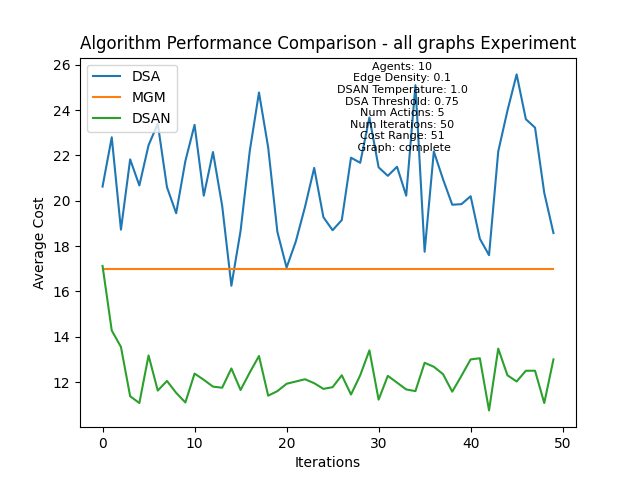 Algorithm Performance Comparison - all graphs Experiment
DSA
MGM
DSAN
Agents: 10
Edge Density: 0.1
DSAN Temperature: 1.0
DSA Threshold: 0.75
Num Actions: 5
Num Iterations: 50
Cost Range: 51
Graph: complete
Average Cost
26
24
22
20
18
16
14
12
0
10
20
30
40
50
Iterations